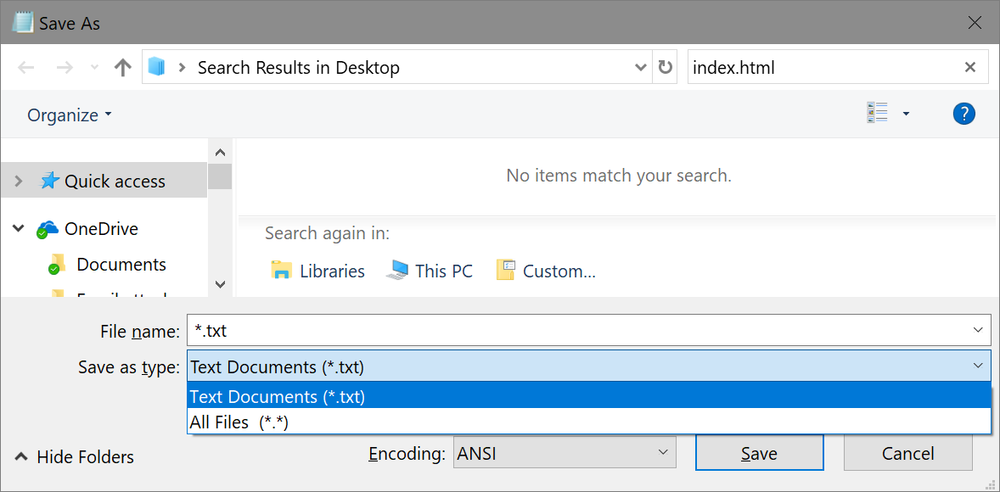 Save As
Search Results in Desktop
index.html
Organize
?
Quick access
OneDrive
Documents
No items match your search.
Search again in:
Libraries This PC Custom...
File name: *.txt
Save as type: Text Documents (*.txt)
Text Documents (*.txt)
All Files (*.*)
Hide Folders
Encoding: ANSI
Save
Cancel